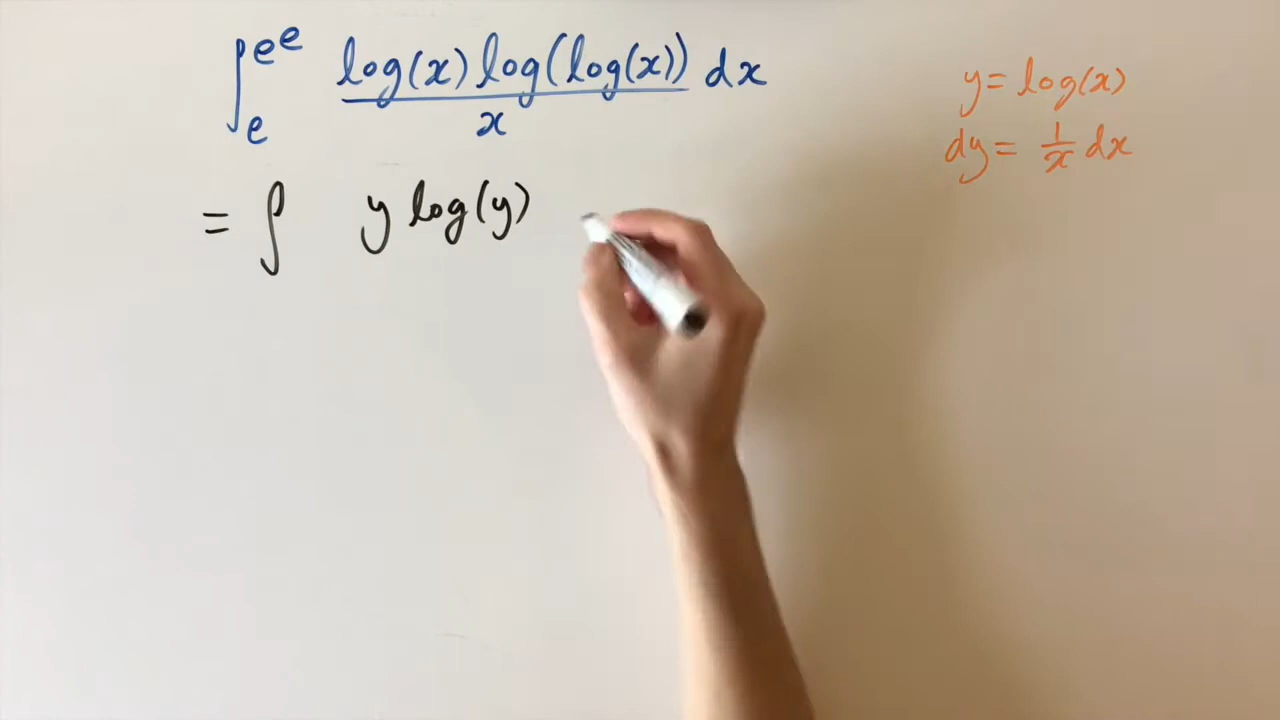 ∫_e^{e^e} log(x) log(log(x)) / x dx
y = log(x)
dy = 1/x dx
= ∫ y log(y)